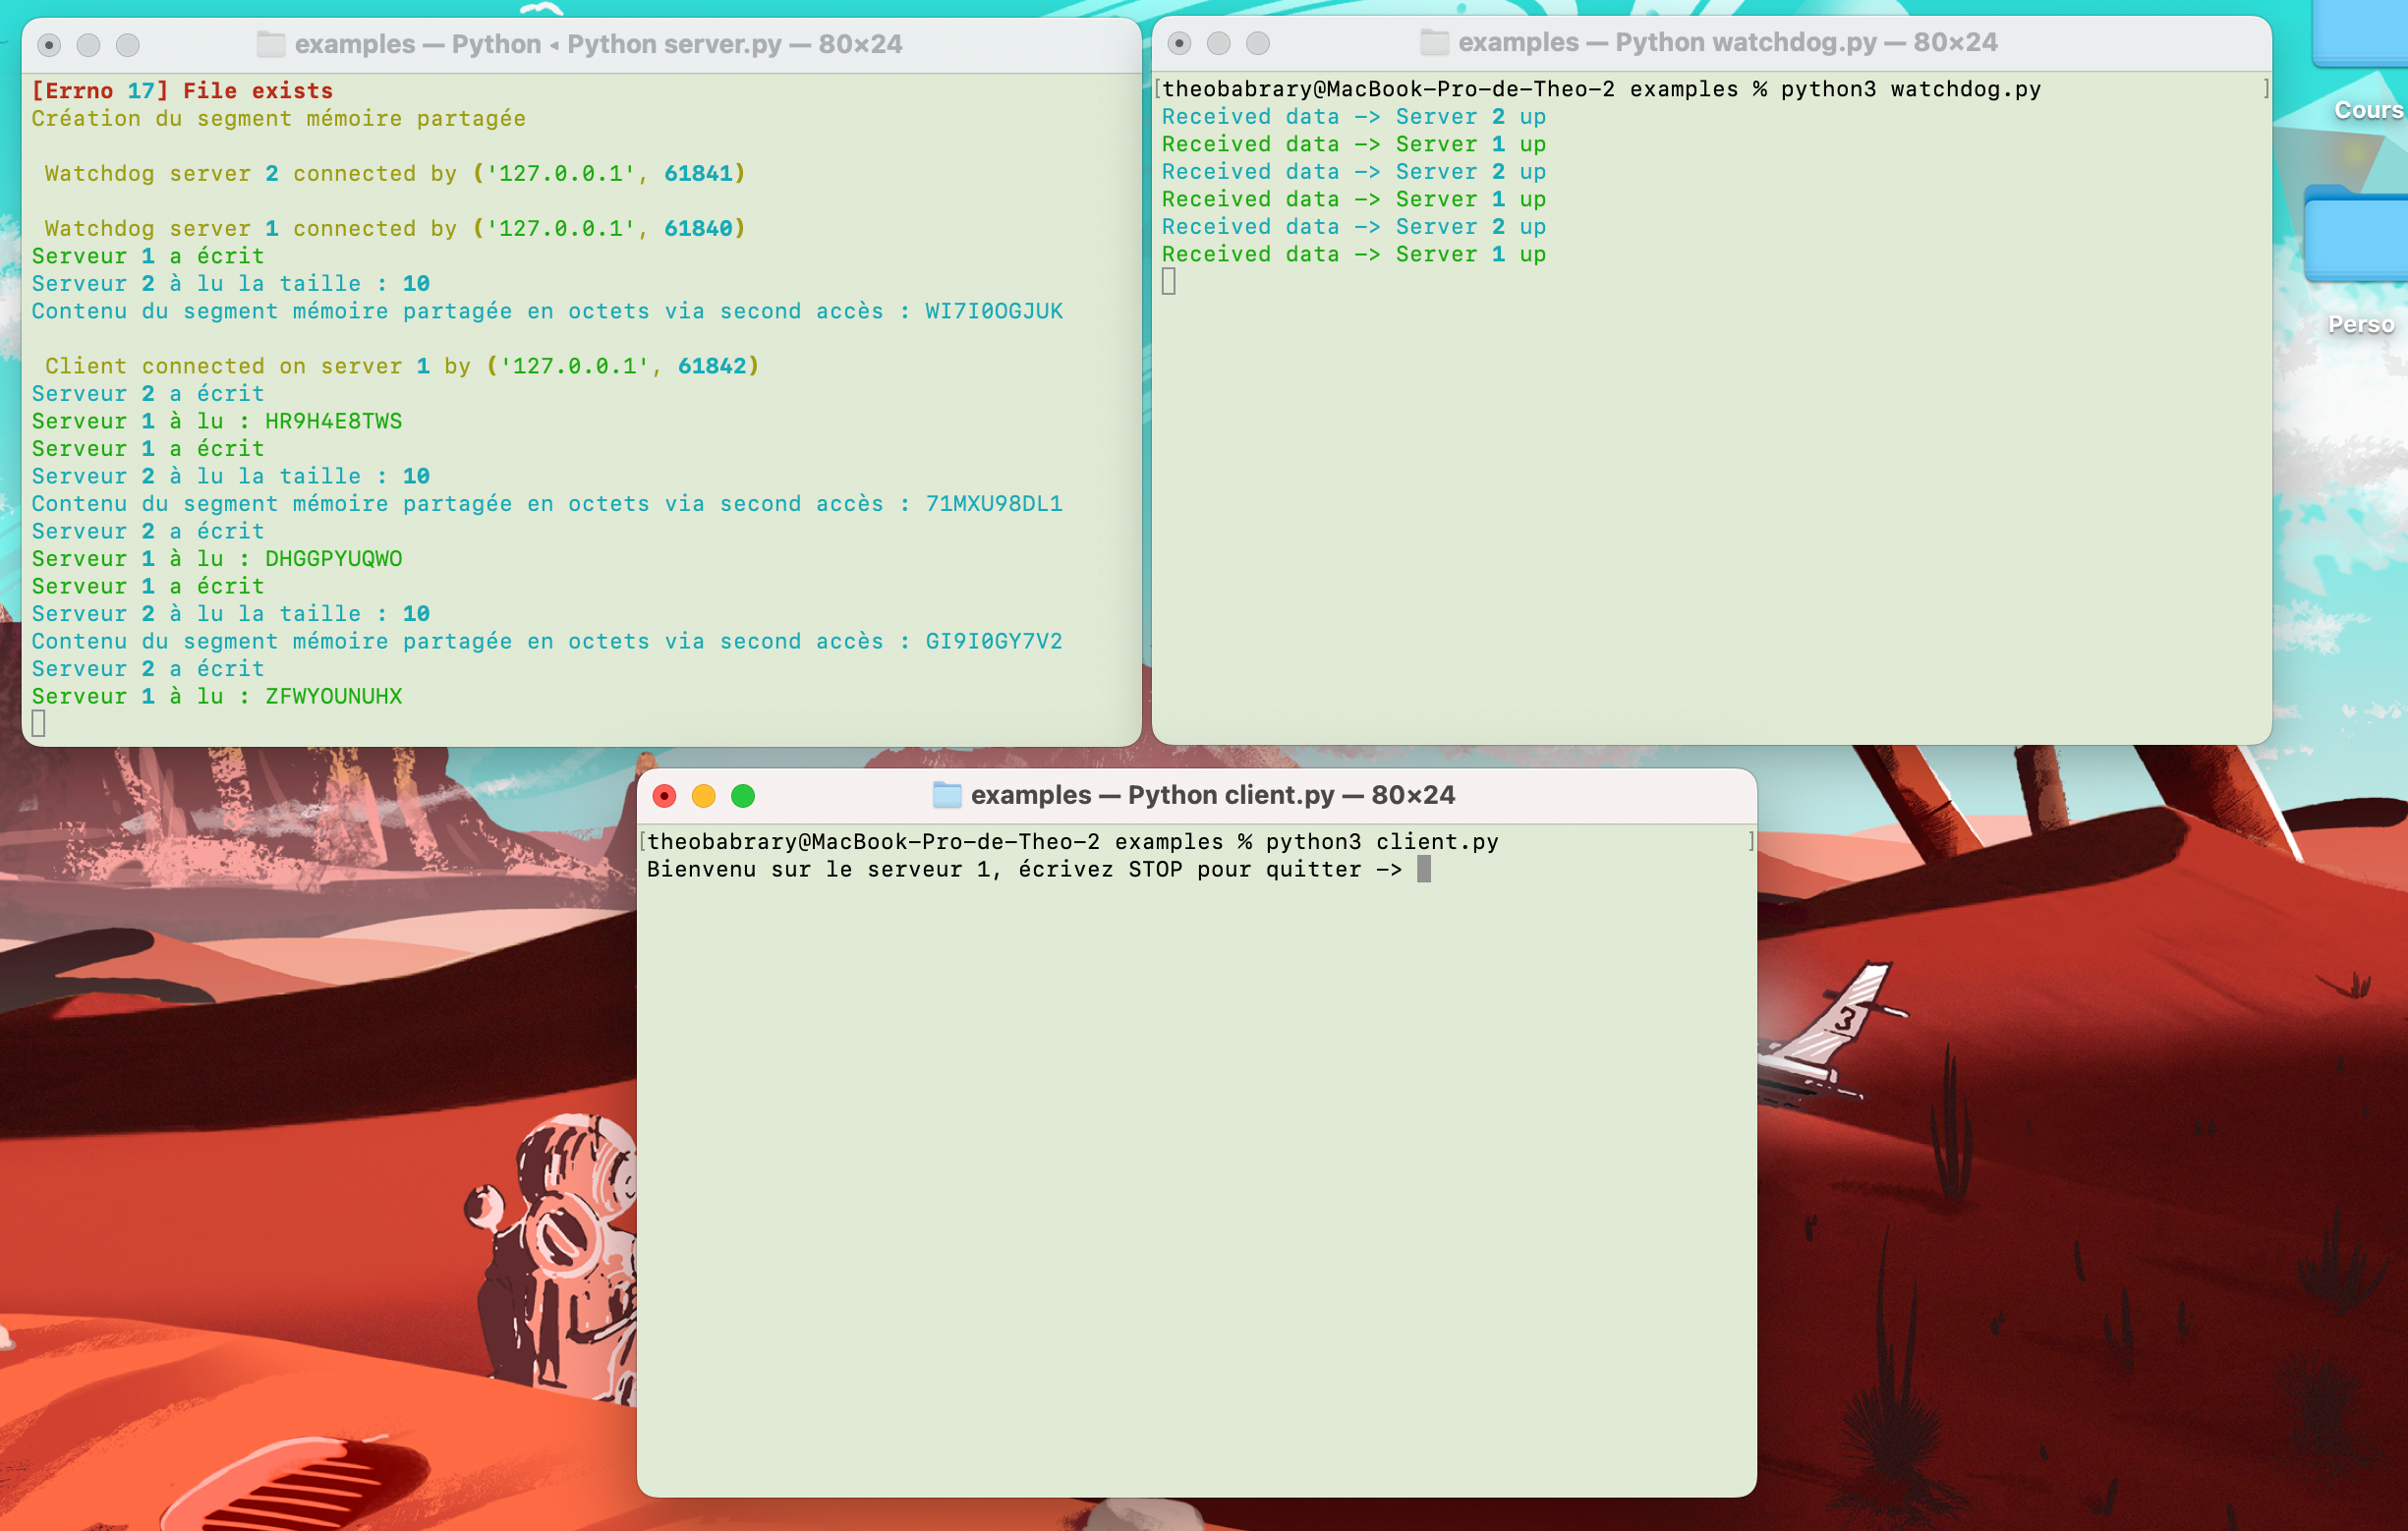 examples — Python ◂ Python server.py — 80×24
[Errno 17] File exists
Création du segment mémoire partagée
Watchdog server 2 connected by ('127.0.0.1', 61841)
Watchdog server 1 connected by ('127.0.0.1', 61840)
Serveur 1 a écrit
Serveur 2 à lu la taille : 10
Contenu du segment mémoire partagée en octets via second accès : WI7I0OGJUK
Client connected on server 1 by ('127.0.0.1', 61842)
Serveur 2 a écrit
Serveur 1 à lu : HR9H4E8TWS
Serveur 1 a écrit
Serveur 2 à lu la taille : 10
Contenu du segment mémoire partagée en octets via second accès : 71MXU98DL1
Serveur 2 a écrit
Serveur 1 à lu : DHGGPYUQWO
Serveur 1 a écrit
Serveur 2 à lu la taille : 10
Contenu du segment mémoire partagée en octets via second accès : GI9I0GY7V2
Serveur 2 a écrit
Serveur 1 à lu : ZFWYOUNUHX
examples — Python watchdog.py — 80×24
[theobabrary@MacBook-Pro-de-Theo-2 examples % python3 watchdog.py ]
Received data -> Server 2 up
Received data -> Server 1 up
Received data -> Server 2 up
Received data -> Server 1 up
Received data -> Server 2 up
Received data -> Server 1 up
Cours
Perso
examples — Python client.py — 80×24
[theobabrary@MacBook-Pro-de-Theo-2 examples % python3 client.py ]
Bienvenu sur le serveur 1, écrivez STOP pour quitter ->
3